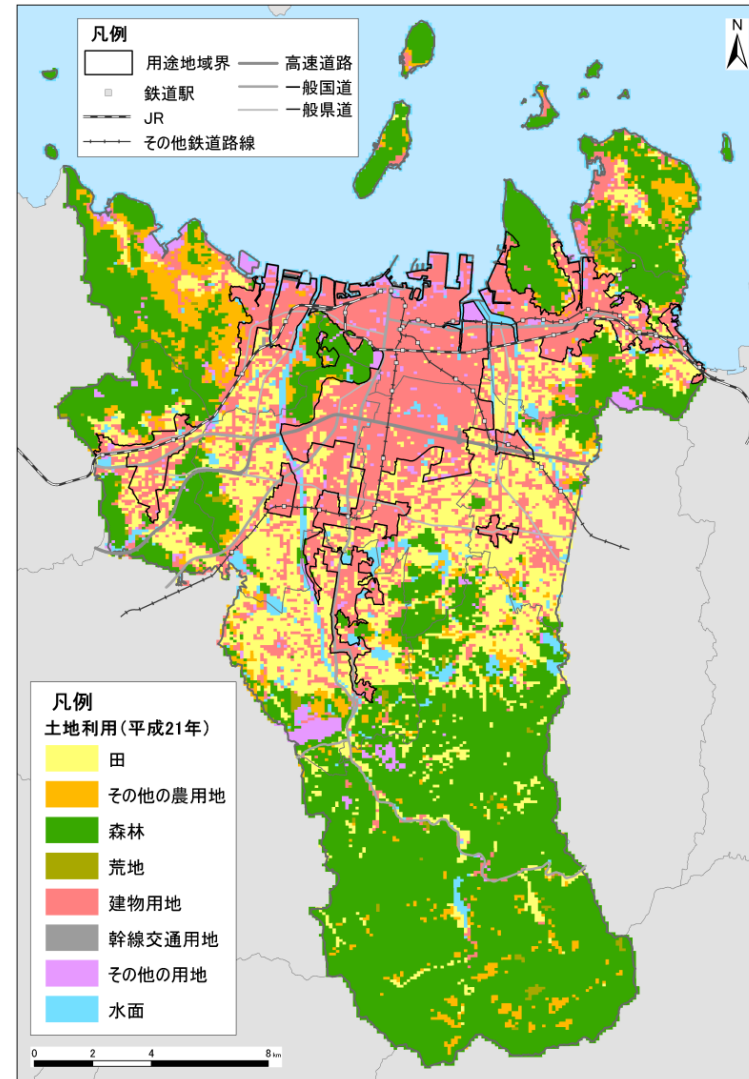 凡例
用途地域界
高速道路
鉄道駅
一般国道
JR
一般県道
その他鉄道路線
N
凡例
土地利用(平成21年)
田
その他の農用地
森林
荒地
建物用地
幹線交通用地
その他の用地
水面
0 2 4 8 km